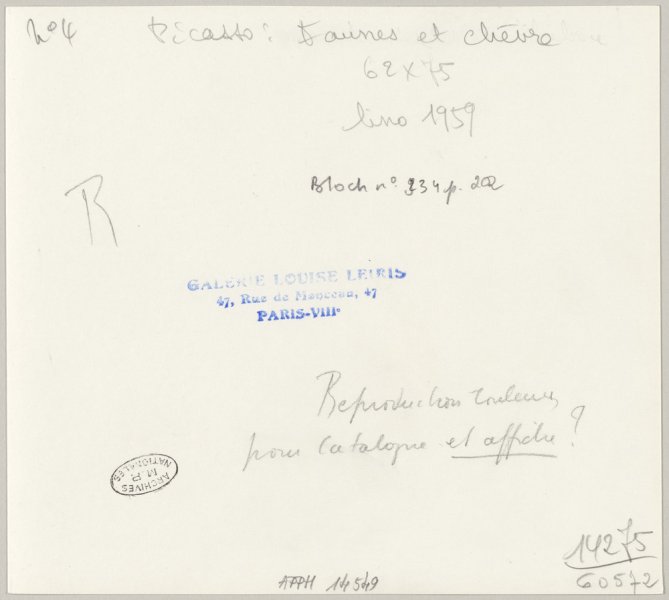 N° 4
Picasso : Faunes et chèvre
62 x 75
lino 1959
Bloch n° 934 p. 202
R
GALERIE LOUISE LEIRIS
47, Rue de Monceau, 47
PARIS-VIIIe
Reproduction couleurs
pour Catalogue et affiche ?
ARCHIVES
M.P.
NATIONALES
14275
60572
APPH 14549